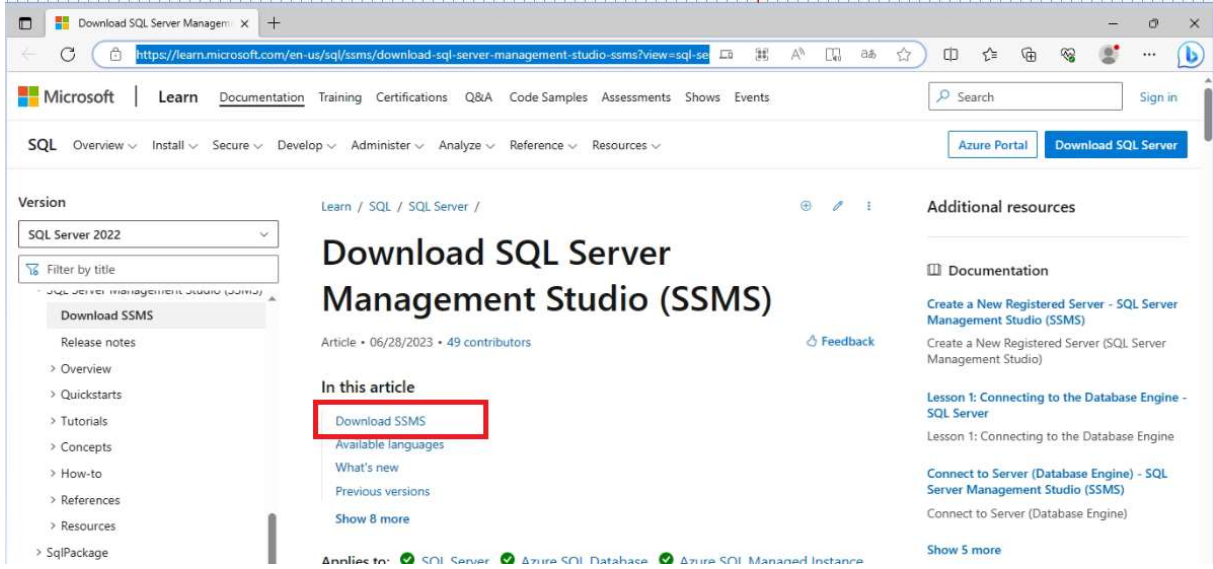 Download SQL Server Managem
https://learn.microsoft.com/en-us/sql/ssms/download-sql-server-management-studio-ssms?view=sql-se
Microsoft | Learn Documentation Training Certifications Q&A Code Samples Assessments Shows Events Search Sign in
SQL Overview Install Secure Develop Administer Analyze Reference Resources Azure Portal Download SQL Server
Version
SQL Server 2022
Filter by title
SQL Server Management Studio (SSMS)
Download SSMS
Release notes
> Overview
> Quickstarts
> Tutorials
> Concepts
> How-to
> References
> Resources
> SqlPackage
Learn / SQL / SQL Server /
Download SQL Server
Management Studio (SSMS)
Article • 06/28/2023 • 49 contributors Feedback
In this article
Download SSMS
Available languages
What's new
Previous versions
Show 8 more
Applies to: SQL Server Azure SQL Database Azure SQL Managed Instance
Additional resources
Documentation
Create a New Registered Server - SQL Server
Management Studio (SSMS)
Create a New Registered Server (SQL Server
Management Studio)
Lesson 1: Connecting to the Database Engine -
SQL Server
Lesson 1: Connecting to the Database Engine
Connect to Server (Database Engine) - SQL
Server Management Studio (SSMS)
Connect to Server (Database Engine)
Show 5 more